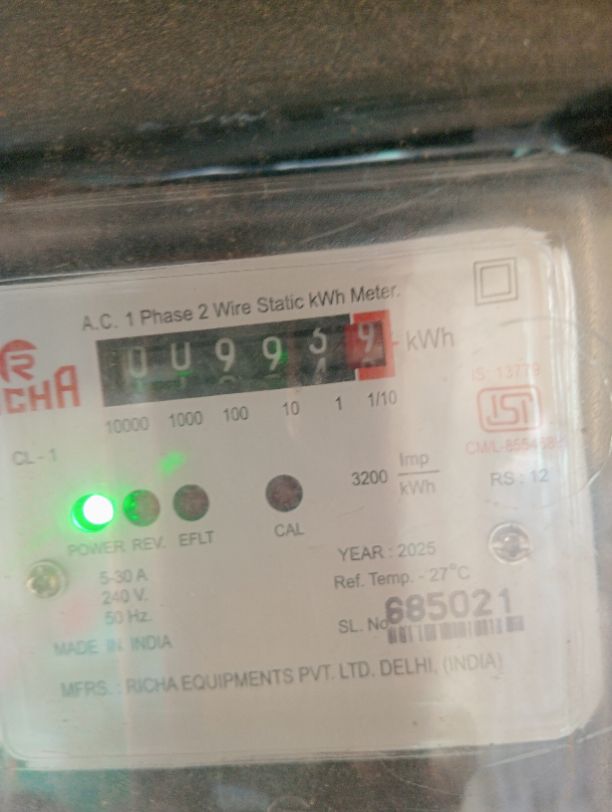 A.C. 1 Phase 2 Wire Static kWh Meter.
R
RICHA
009939 kWh
10000 1000 100 10 1 1/10
IS: 13779
ISI
CL - 1
3200 Imp/kWh
RS : 12
POWER REV. EFLT CAL
YEAR : 2025
5-30 A
Ref. Temp. - 27°C
240 V.
50 Hz.
SL. No 685021
MADE IN INDIA
MFRS. : RICHA EQUIPMENTS PVT. LTD. DELHI, (INDIA)